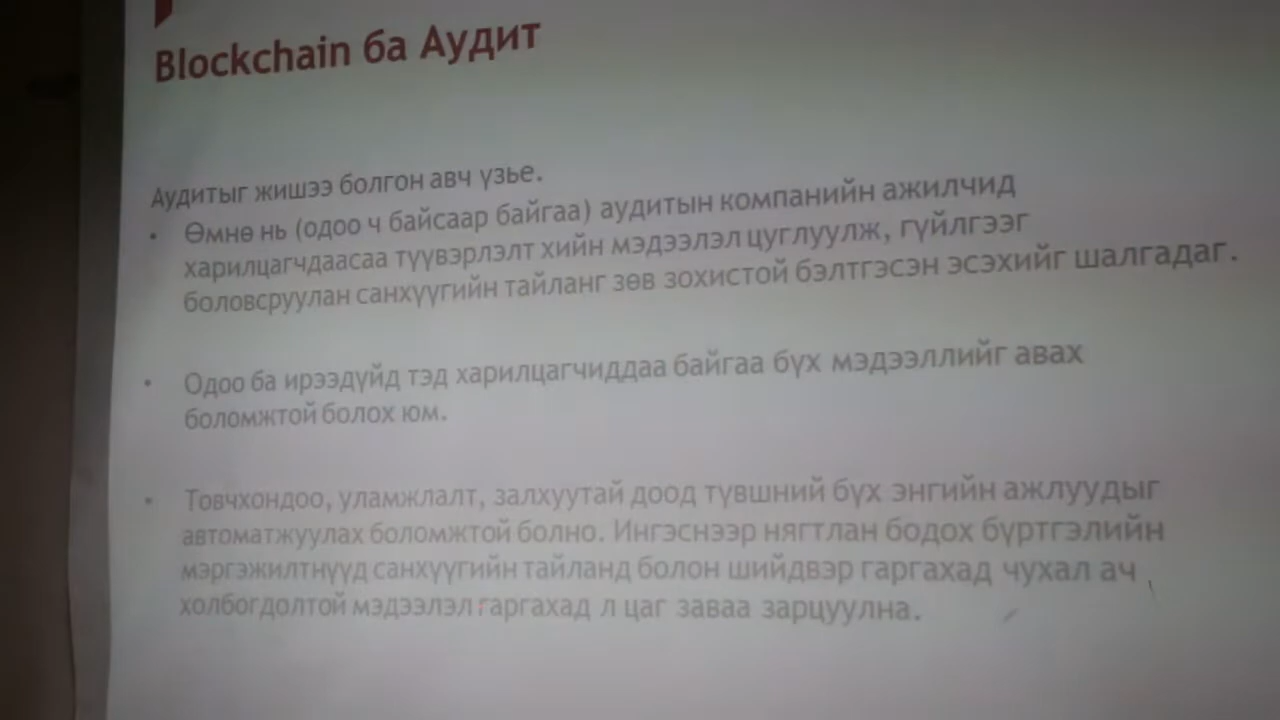 Blockchain ба Аудит
Аудитыг жишээ болгон авч үзье.
• Өмнө нь (одоо ч байсаар байгаа) аудитын компанийн ажилчид
харилцагчдаасаа түүвэрлэлт хийн мэдээлэл цуглуулж, гүйлгээг
боловсруулан санхүүгийн тайланг зөв зохистой бэлтгэсэн эсэхийг шалгадаг.
• Одоо ба ирээдүйд тэд харилцагчиддаа байгаа бүх мэдээллийг авах
боломжтой болох юм.
• Товчхондоо, уламжлалт, залхуутай доод түвшний бүх энгийн ажлуудыг
автоматжуулах боломжтой болно. Ингэснээр нягтлан бодох бүртгэлийн
мэргэжилтнүүд санхүүгийн тайланд болон шийдвэр гаргахад чухал ач
холбогдолтой мэдээлэл гаргахад л цаг заваа зарцуулна.